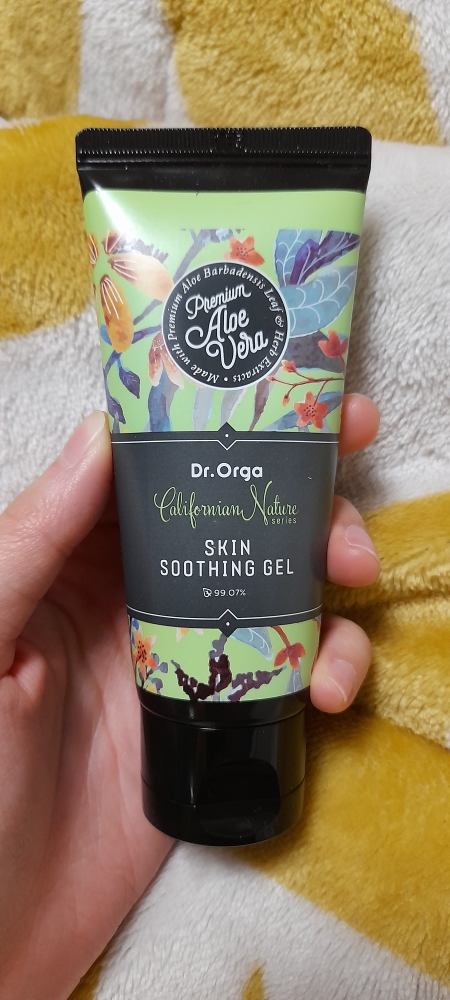 Made with Premium Aloe Barbadensis Leaf & Herb Extracts •
Premium
Aloe
Vera
Dr.Orga
Californian Nature
series
SKIN
SOOTHING GEL
99.07%